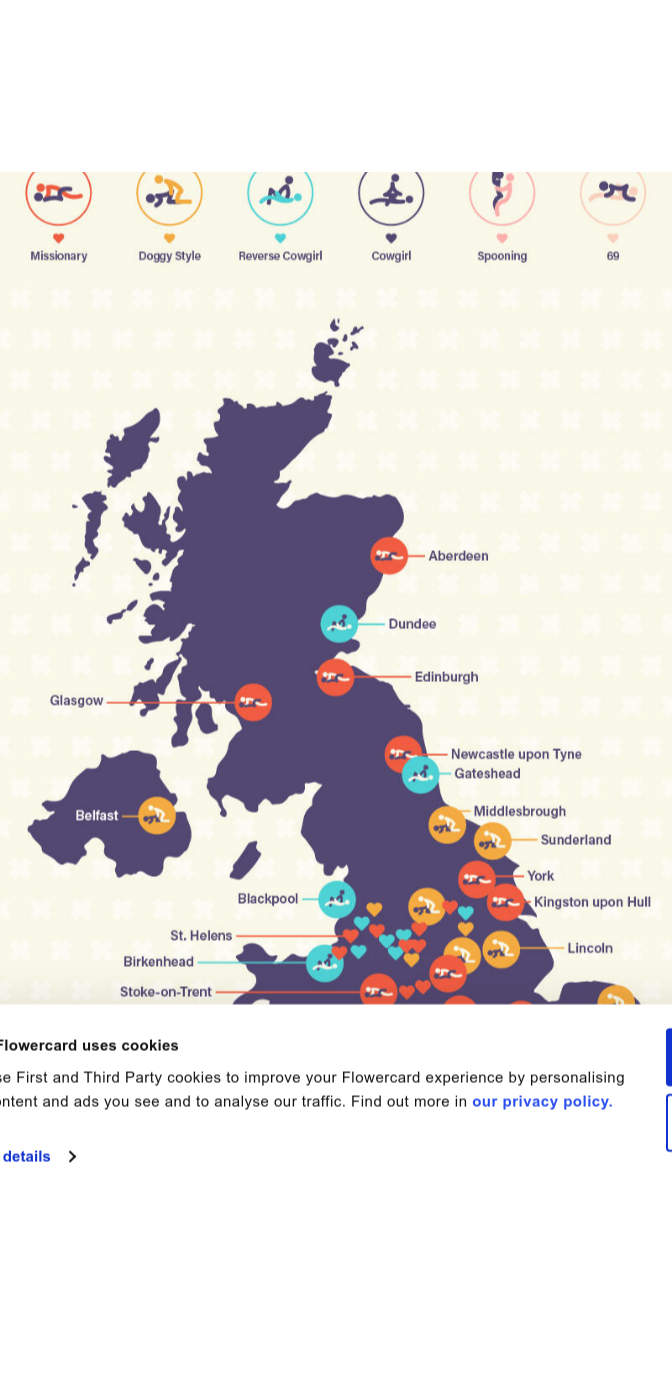 Missionary
Doggy Style
Reverse Cowgirl
Cowgirl
Spooning
69
Aberdeen
Dundee
Edinburgh
Glasgow
Newcastle upon Tyne
Gateshead
Middlesbrough
Belfast
Sunderland
York
Blackpool
Kingston upon Hull
St. Helens
Lincoln
Birkenhead
Stoke-on-Trent
Flowercard uses cookies
se First and Third Party cookies to improve your Flowercard experience by personalising
ntent and ads you see and to analyse our traffic. Find out more in our privacy policy.
details